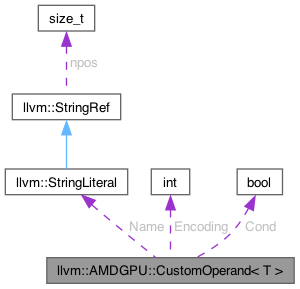 size_t
npos
llvm::StringRef
llvm::StringLiteral
int
bool
Name
Encoding
Cond
llvm::AMDGPU::CustomOperand< T >